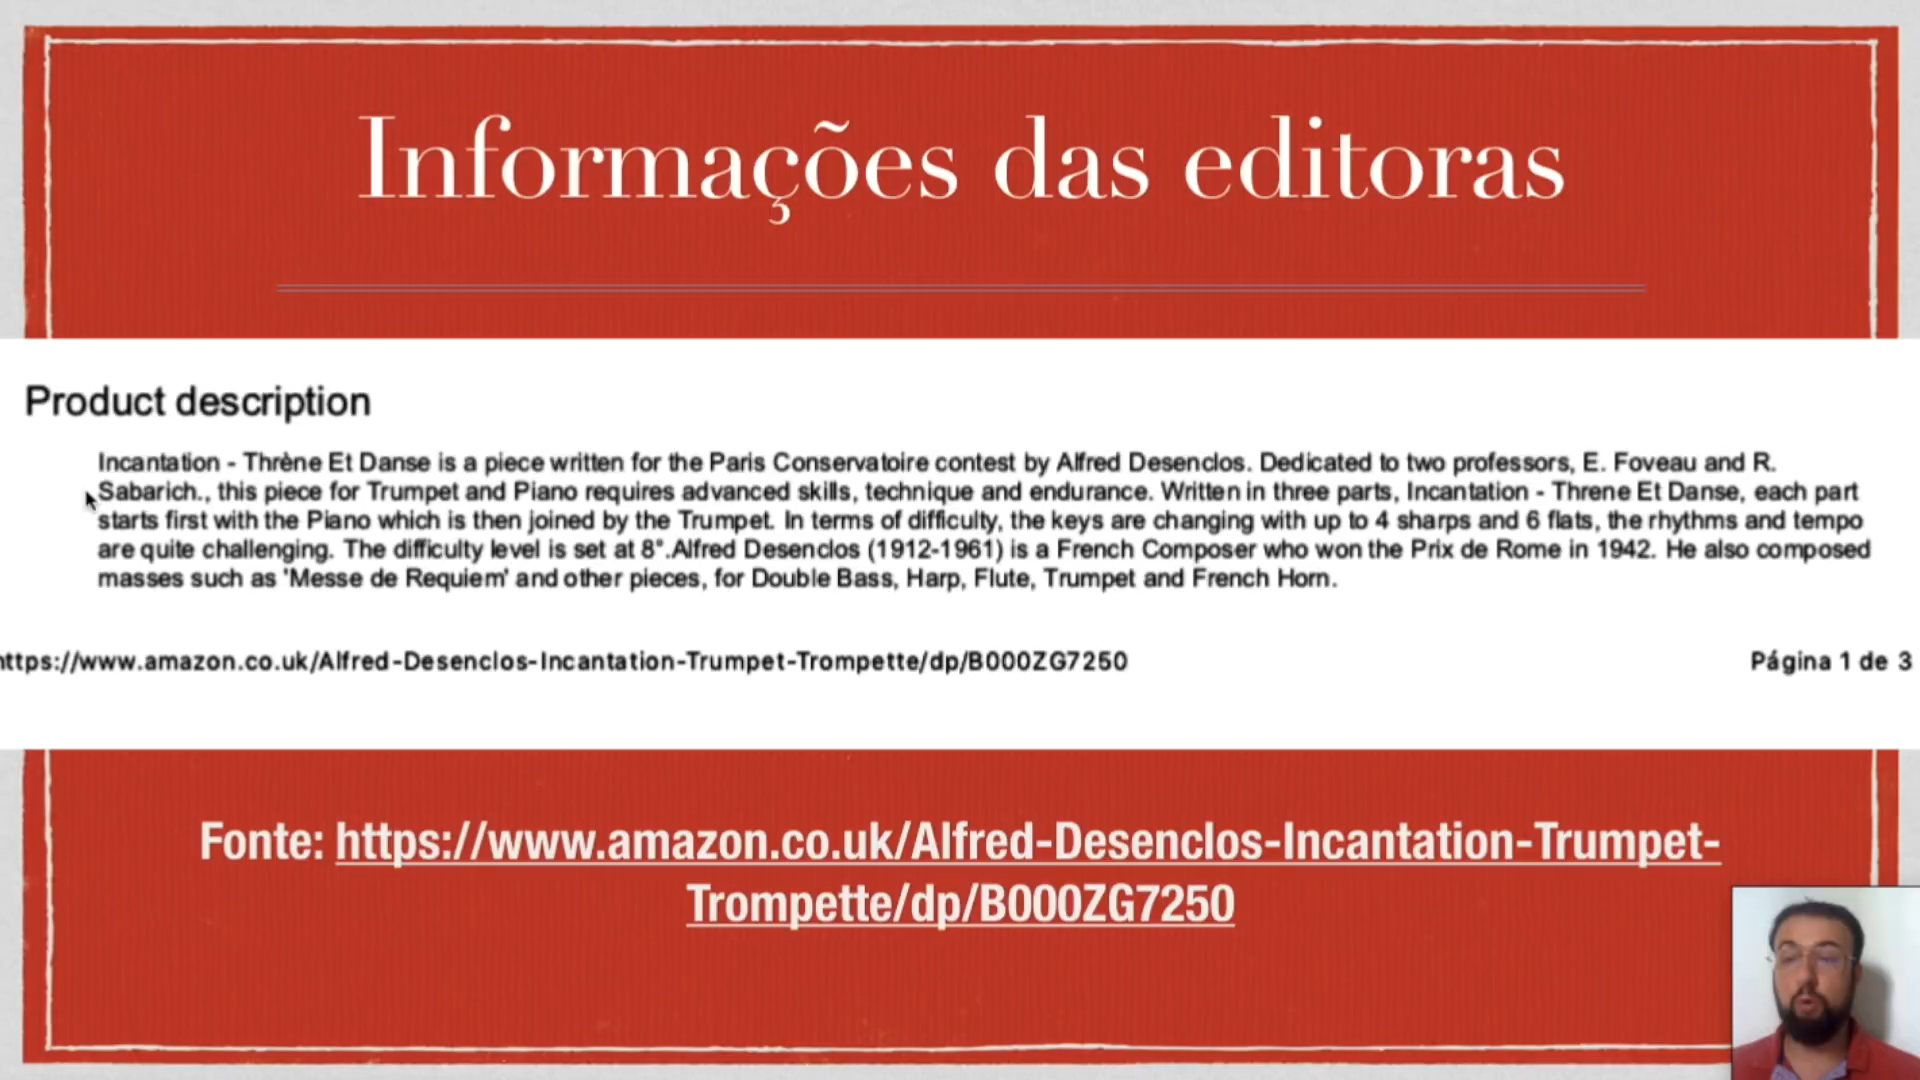 Informações das editoras
Product description
Incantation - Thrène Et Danse is a piece written for the Paris Conservatoire contest by Alfred Desenclos. Dedicated to two professors, E. Foveau and R.
Sabarich., this piece for Trumpet and Piano requires advanced skills, technique and endurance. Written in three parts, Incantation - Threne Et Danse, each part
starts first with the Piano which is then joined by the Trumpet. In terms of difficulty, the keys are changing with up to 4 sharps and 6 flats, the rhythms and tempo
are quite challenging. The difficulty level is set at 8°.Alfred Desenclos (1912-1961) is a French Composer who won the Prix de Rome in 1942. He also composed
masses such as 'Messe de Requiem' and other pieces, for Double Bass, Harp, Flute, Trumpet and French Horn.
https://www.amazon.co.uk/Alfred-Desenclos-Incantation-Trumpet-Trompette/dp/B000ZG7250 Página 1 de 3
Fonte: https://www.amazon.co.uk/Alfred-Desenclos-Incantation-Trumpet-
Trompette/dp/B000ZG7250